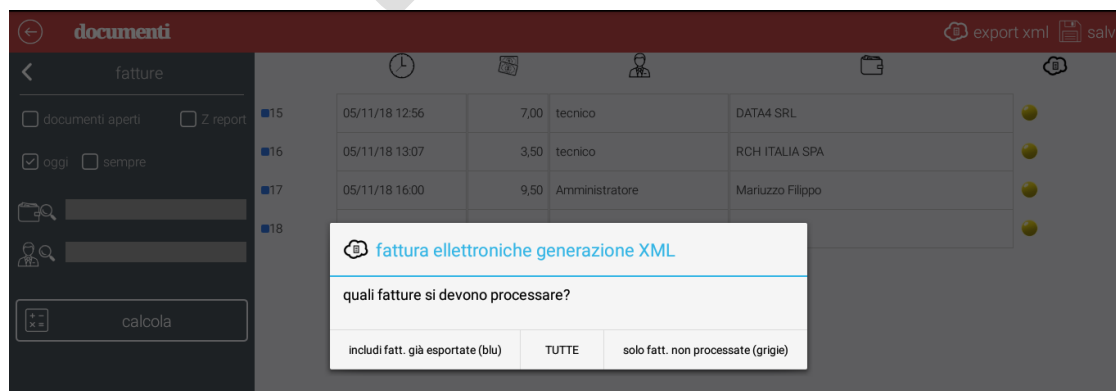 documenti
export xml salv
fatture
documenti aperti Z report
oggi sempre
calcola
15 05/11/18 12:56 7,00 tecnico DATA4 SRL
16 05/11/18 13:07 3,50 tecnico RCH ITALIA SPA
17 05/11/18 16:00 9,50 Amministratore Mariuzzo Filippo
18
fattura ellettroniche generazione XML
quali fatture si devono processare?
includi fatt. già esportate (blu) TUTTE solo fatt. non processate (grigie)